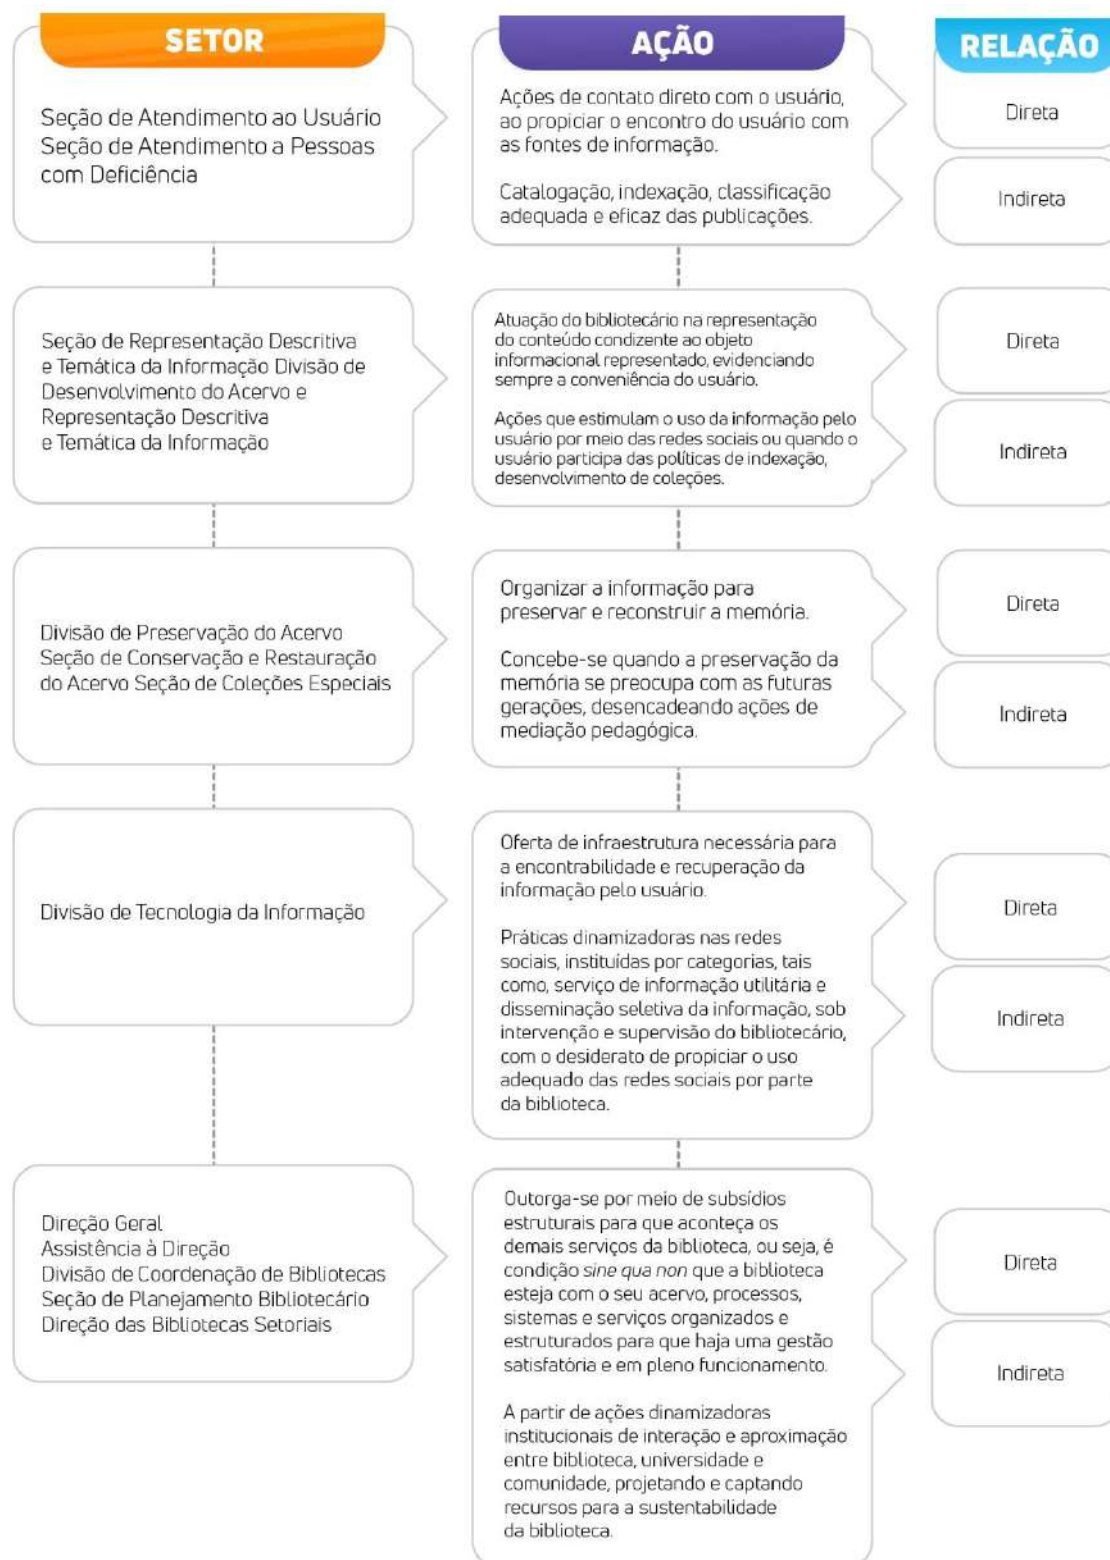 SETOR
AÇÃO
RELAÇÃO
Seção de Atendimento ao Usuário
Seção de Atendimento a Pessoas
com Deficiência
Ações de contato direto com o usuário,
ao propiciar o encontro do usuário com
as fontes de informação.
Catalogação, indexação, classificação
adequada e eficaz das publicações.
Direta
Indireta
Seção de Representação Descritiva
e Temática da Informação Divisão de
Desenvolvimento do Acervo e
Representação Descritiva
e Temática da Informação
Atuação do bibliotecário na representação
do conteúdo condizente ao objeto
informacional representado, evidenciando
sempre a conveniência do usuário.
Ações que estimulam o uso da informação pelo
usuário por meio das redes sociais ou quando o
usuário participa das políticas de indexação,
desenvolvimento de coleções.
Direta
Indireta
Divisão de Preservação do Acervo
Seção de Conservação e Restauração
do Acervo Seção de Coleções Especiais
Organizar a informação para
preservar e reconstruir a memória.
Concebe-se quando a preservação da
memória se preocupa com as futuras
gerações, desencadeando ações de
mediação pedagógica.
Direta
Indireta
Divisão de Tecnologia da Informação
Oferta de infraestrutura necessária para
a encontrabilidade e recuperação da
informação pelo usuário.
Práticas dinamizadoras nas redes
sociais, instituídas por categorias, tais
como, serviço de informação utilitária e
disseminação seletiva da informação, sob
intervenção e supervisão do bibliotecário,
com o desiderato de propiciar o uso
adequado das redes sociais por parte
da biblioteca.
Direta
Indireta
Direção Geral
Assistência à Direção
Divisão de Coordenação de Bibliotecas
Seção de Planejamento Bibliotecário
Direção das Bibliotecas Setoriais
Outorga-se por meio de subsídios
estruturais para que aconteça os
demais serviços da biblioteca, ou seja, é
condição sine qua non que a biblioteca
esteja com o seu acervo, processos,
sistemas e serviços organizados e
estruturados para que haja uma gestão
satisfatória e em pleno funcionamento.
A partir de ações dinamizadoras
institucionais de interação e aproximação
entre biblioteca, universidade e
comunidade, projetando e captando
recursos para a sustentabilidade
da biblioteca.
Direta
Indireta